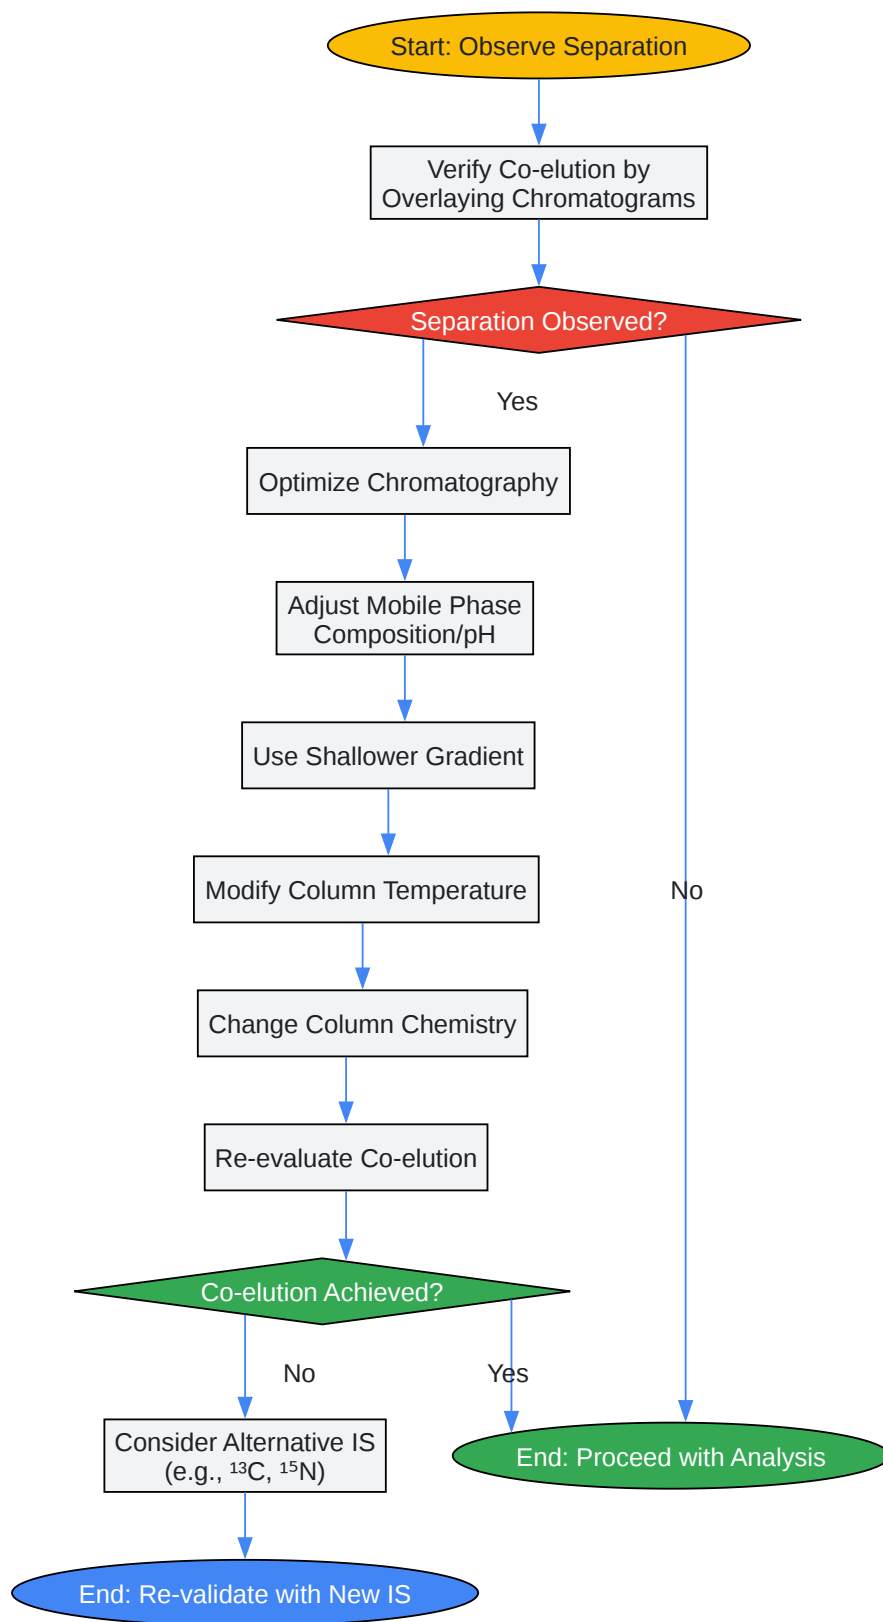 Start: Observe Separation
Verify Co-elution by
Overlaying Chromatograms
Separation Observed?
Yes
Optimize Chromatography
Adjust Mobile Phase
Composition/pH
Use Shallower Gradient
Modify Column Temperature
No
Change Column Chemistry
Re-evaluate Co-elution
Co-elution Achieved?
No
Yes
Consider Alternative IS
(e.g., ¹³C, ¹⁵N)
End: Proceed with Analysis
End: Re-validate with New IS